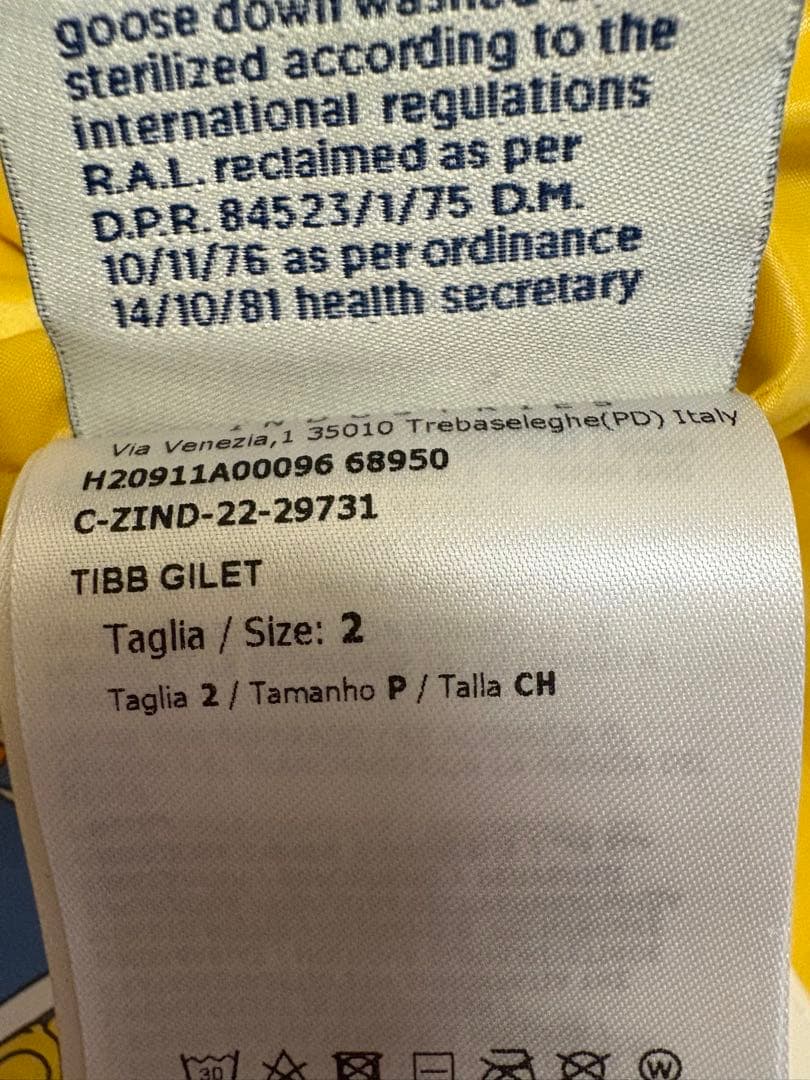 goose down washed
sterilized according to the
international regulations
R.A.L. reclaimed as per
D.P.R. 84523/1/75 D.M.
10/11/76 as per ordinance
14/10/81 health secretary
Via Venezia,1 35010 Trebaseleghe(PD) Italy
H20911A00096 68950
C-ZIND-22-29731
TIBB GILET
Taglia / Size: 2
Taglia 2 / Tamanho P / Talla CH
30
W